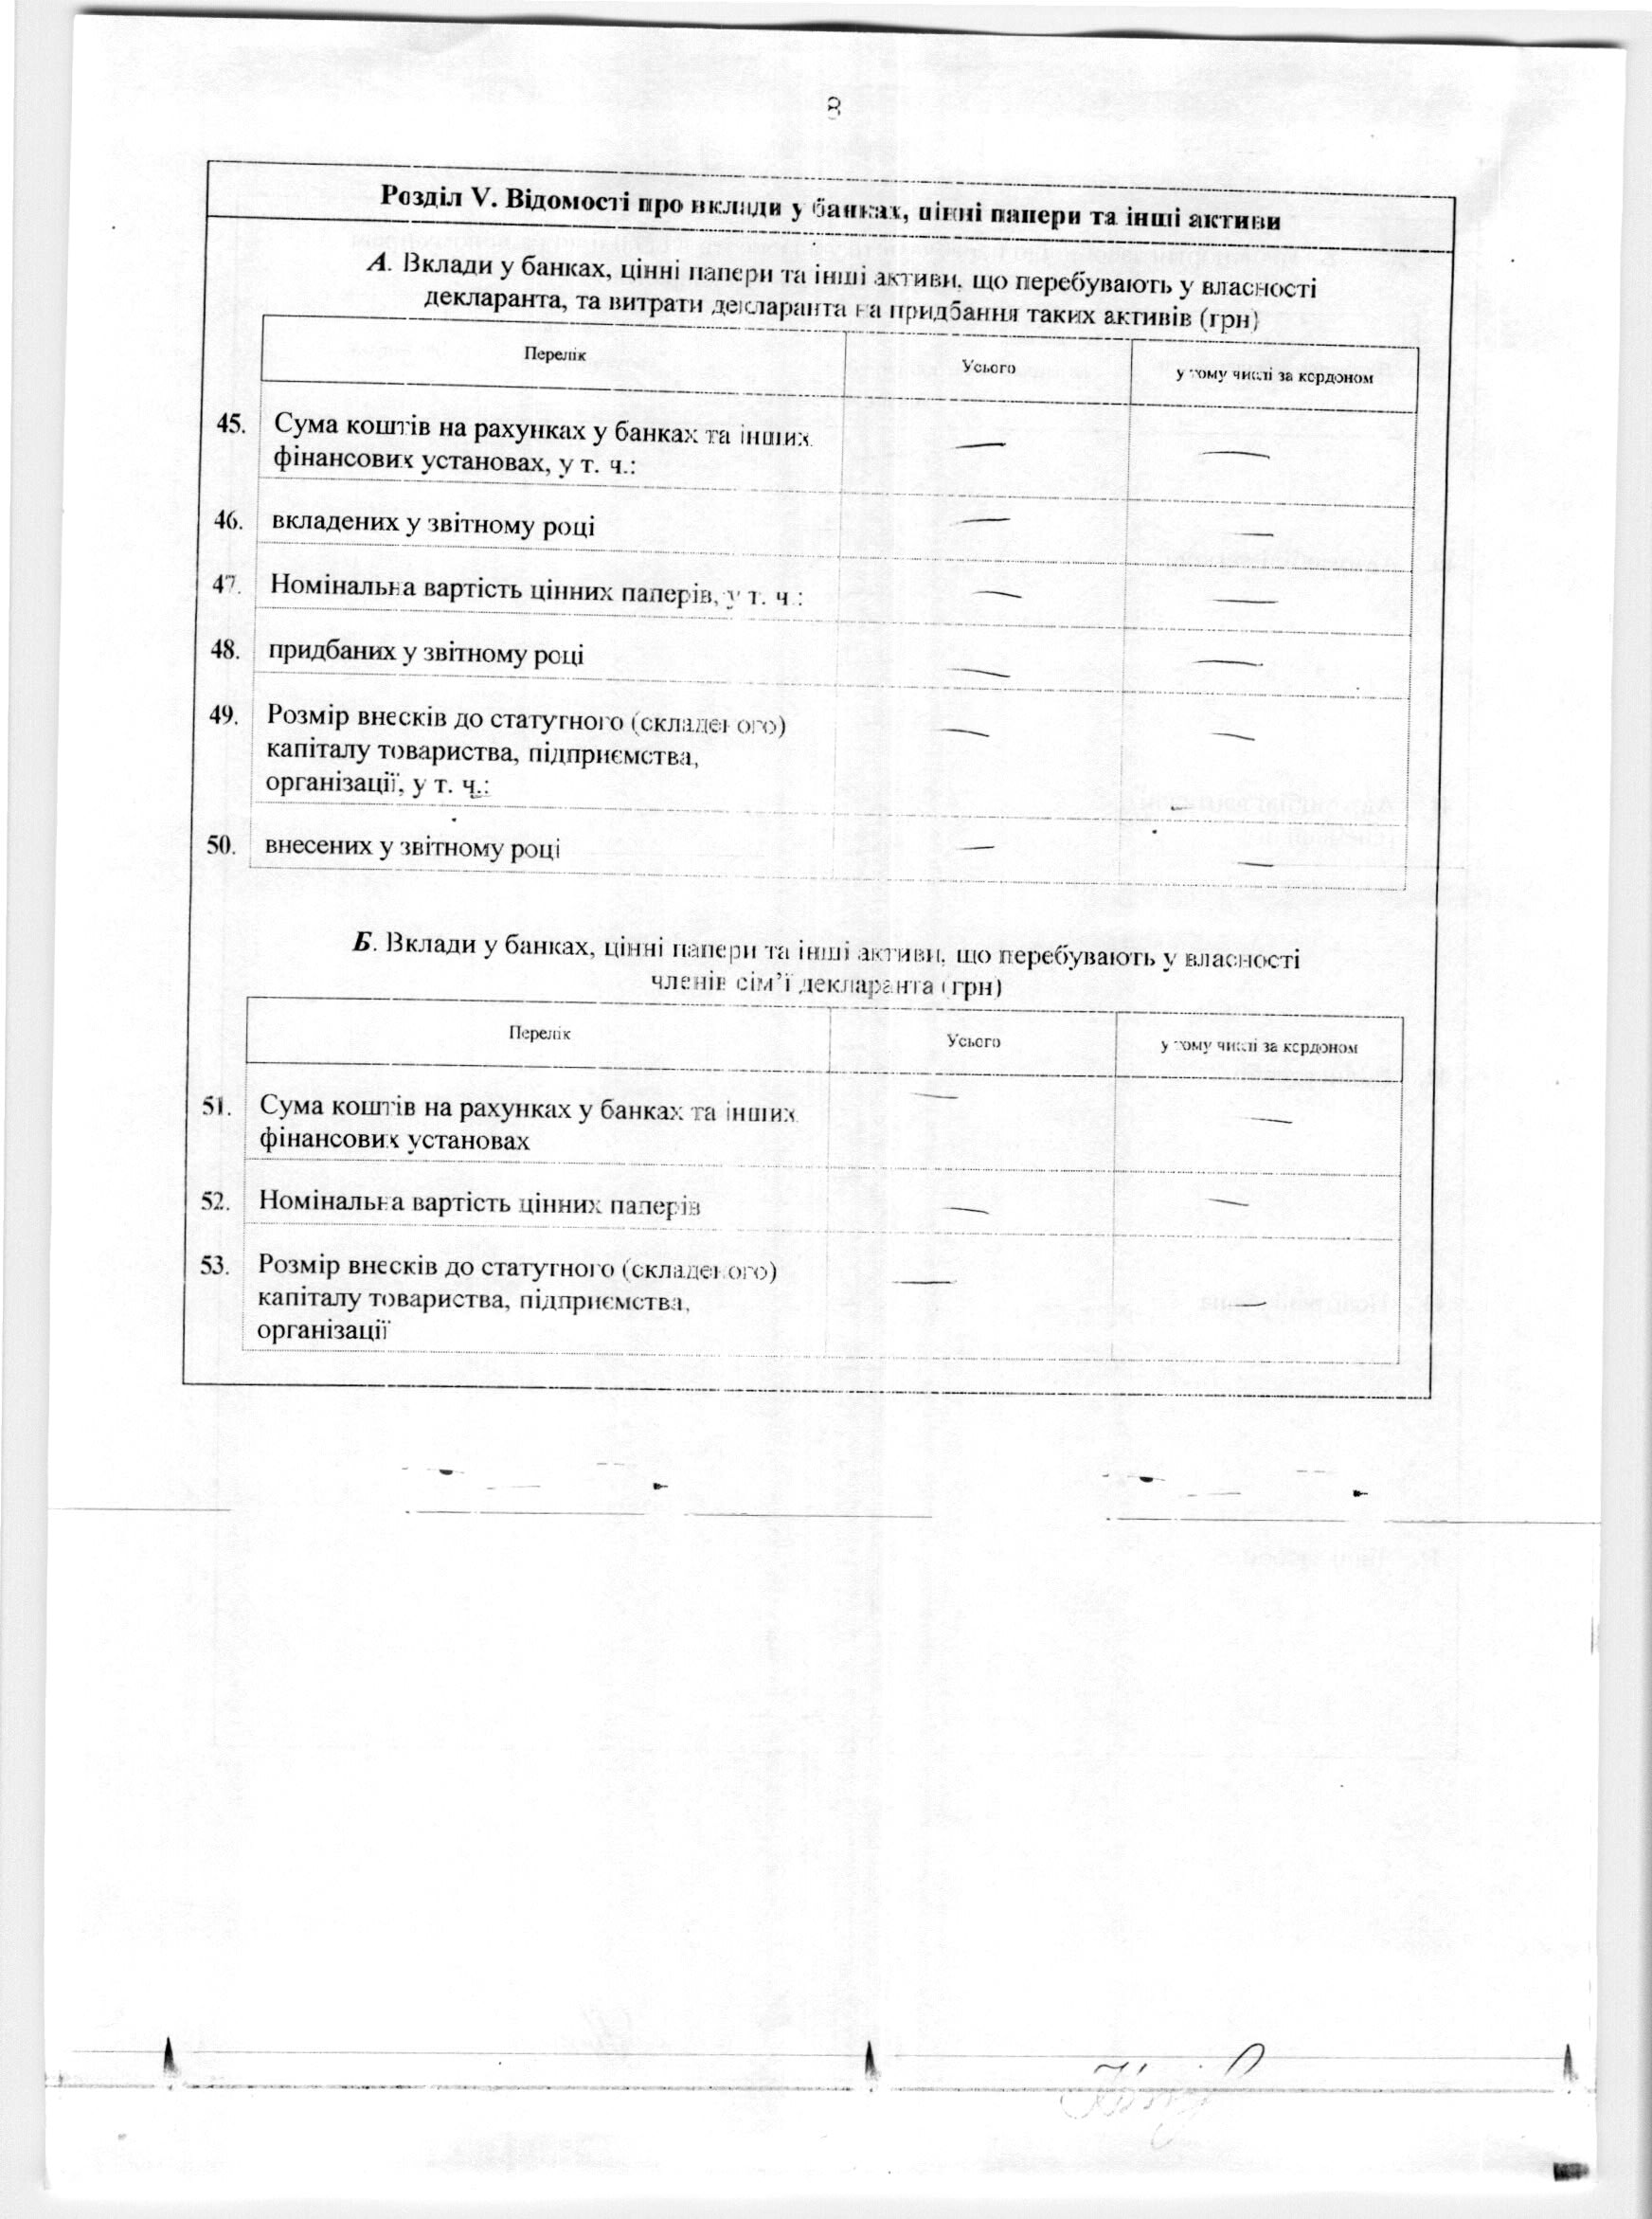 8
Розділ V. Відомості про вклади у банках, цінні папери та інші активи
А. Вклади у банках, цінні папери та інші активи, що перебувають у власності
декларанта, та витрати декларанта на придбання таких активів (грн)
Перелік Усього у тому числі за кордоном
45. Сума коштів на рахунках у банках та інших
фінансових установах, у т. ч.: — —
46. вкладених у звітному році — —
47. Номінальна вартість цінних паперів, у т. ч.: — —
48. придбаних у звітному році — —
49. Розмір внесків до статутного (складеного) — —
капіталу товариства, підприємства,
організації, у т. ч.:
50. внесених у звітному році — —
Б. Вклади у банках, цінні папери та інші активи, що перебувають у власності
членів сім’ї декларанта (грн)
Перелік Усього у тому числі за кордоном
51. Сума коштів на рахунках у банках та інших — —
фінансових установах
52. Номінальна вартість цінних паперів — —
53. Розмір внесків до статутного (складеного) — —
капіталу товариства, підприємства,
організації